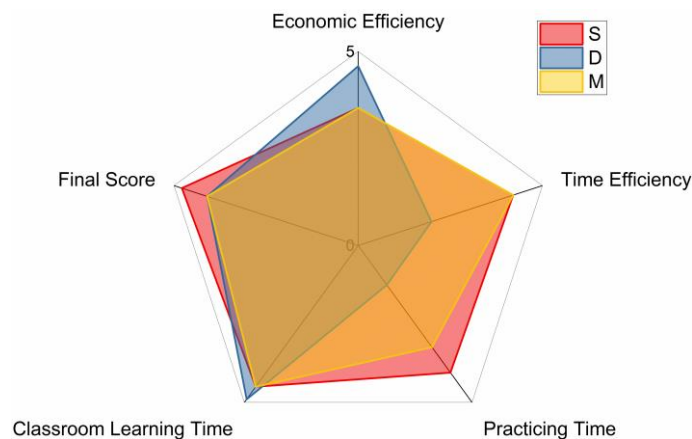 Economic Efficiency
S
D
M
5
Final Score
Time Efficiency
0
Classroom Learning Time
Practicing Time